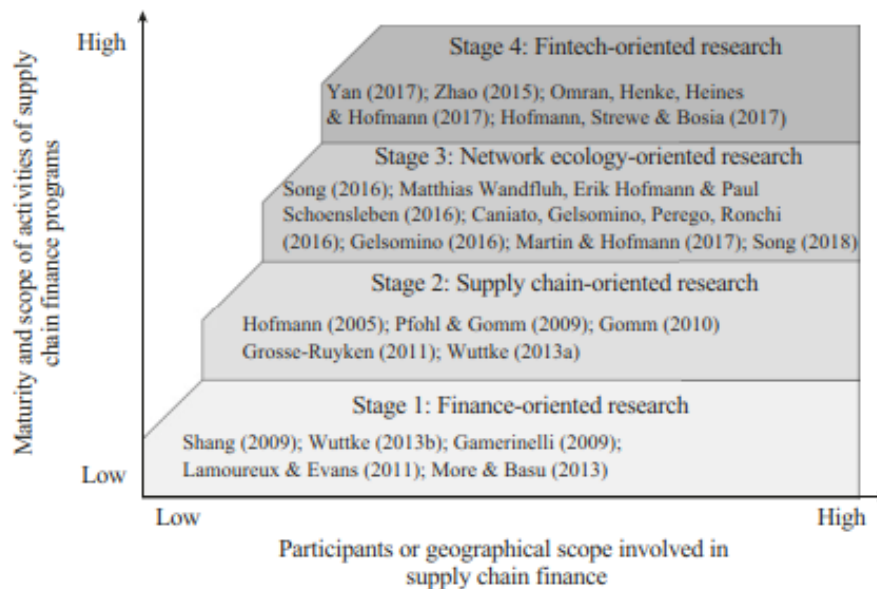 High
Stage 4: Fintech-oriented research
Yan (2017); Zhao (2015); Omran, Henke, Heines
& Hofmann (2017); Hofmann, Strewe & Bosia (2017)
Stage 3: Network ecology-oriented research
Song (2016); Matthias Wandfluh, Erik Hofmann & Paul
Schoensleben (2016); Caniato, Gelsomino, Perego, Ronchi
(2016); Gelsomino (2016); Martin & Hofmann (2017); Song (2018)
Stage 2: Supply chain-oriented research
Hofmann (2005); Pfohl & Gomm (2009); Gomm (2010)
Grosse-Ruyken (2011); Wuttke (2013a)
Stage 1: Finance-oriented research
Shang (2009); Wuttke (2013b); Gamerinelli (2009);
Lamoureux & Evans (2011); More & Basu (2013)
Low
Maturity and scope of activities of supply
chain finance programs
Low
High
Participants or geographical scope involved in
supply chain finance